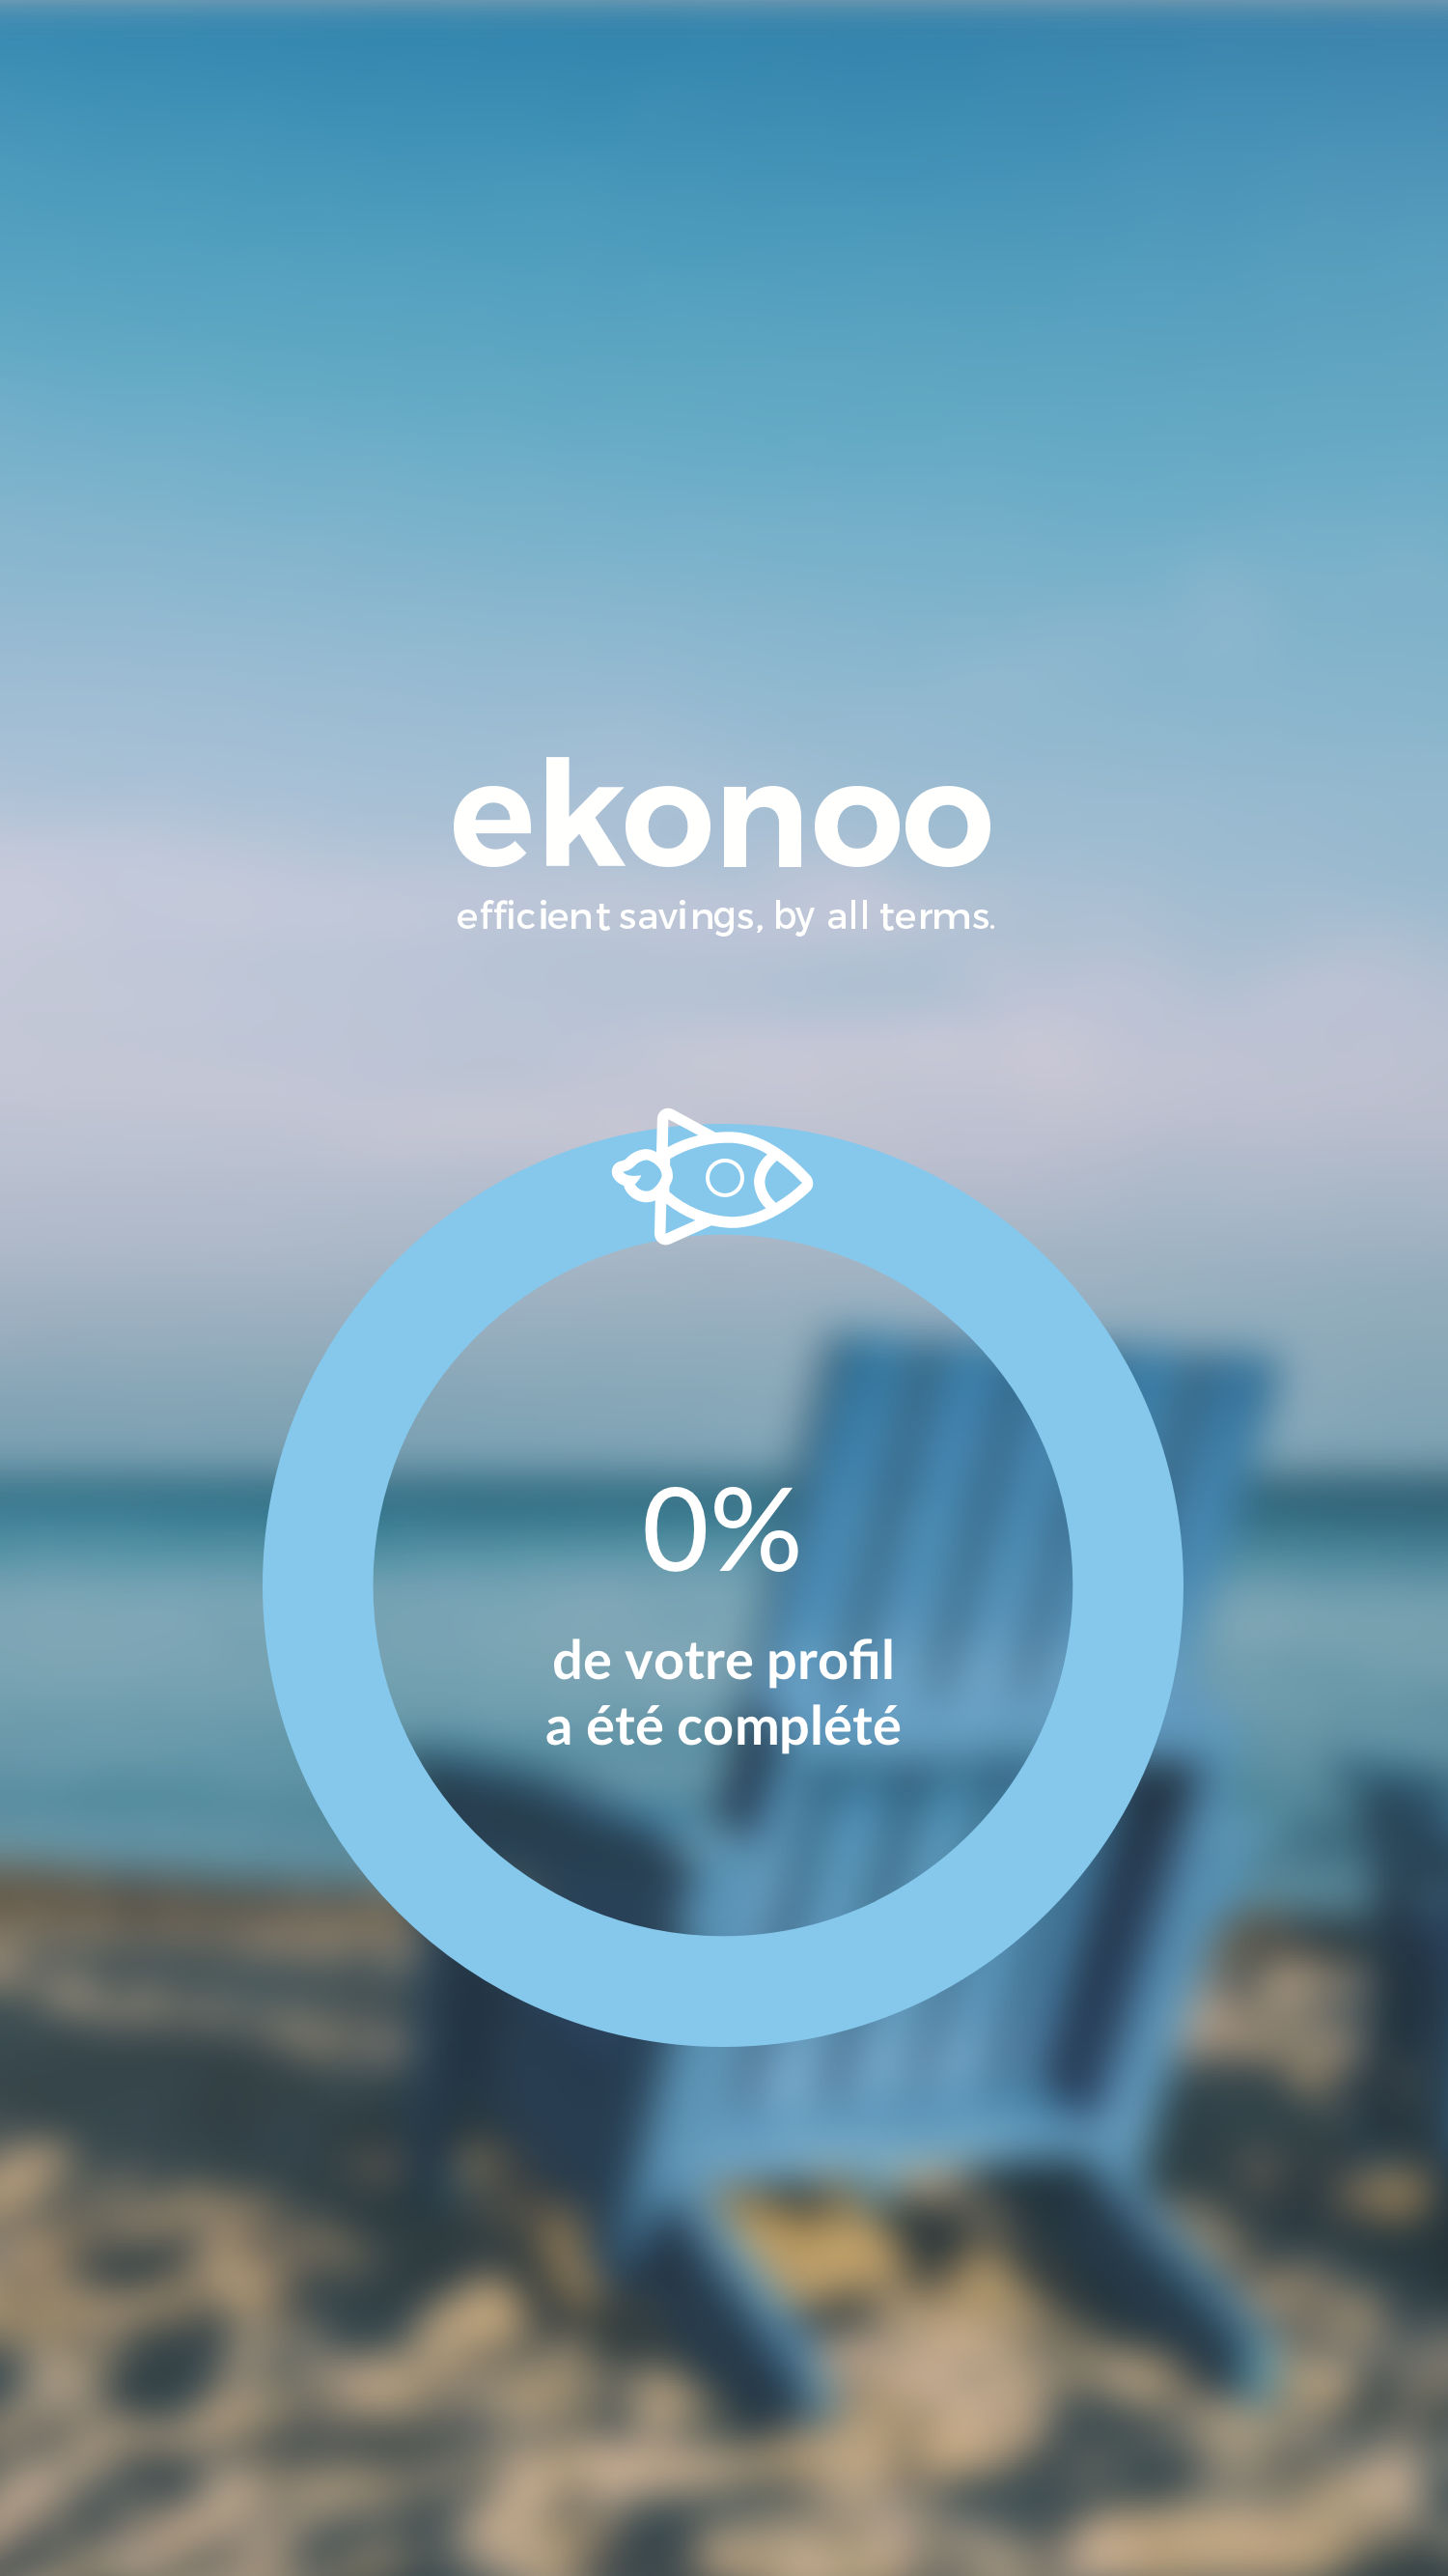 ekonoo
efficient savings, by all terms.
0%
de votre profil
a été complété